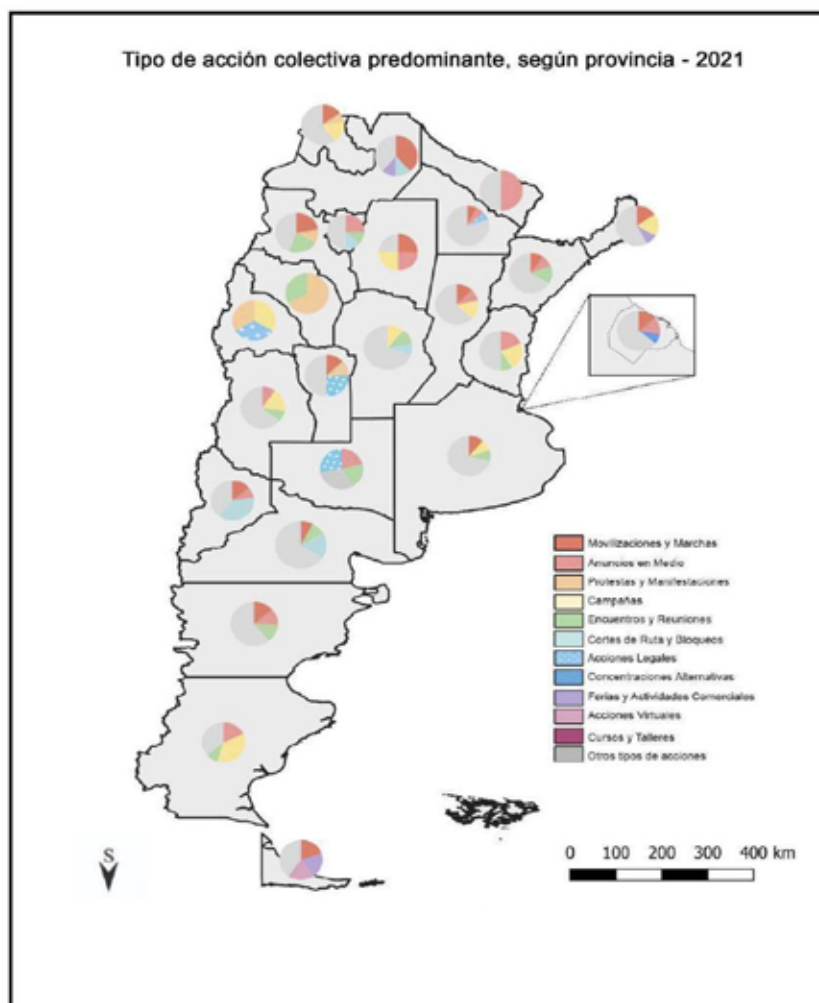 Tipo de acción colectiva predominante, según provincia - 2021
Movilizaciones y Marchas
Anuncios en Medio
Protestas y Manifestaciones
Campañas
Encuentros y Reuniones
Cortes de Ruta y Bloqueos
Acciones Legales
Concentraciones Alternativas
Ferias y Actividades Comerciales
Acciones Virtuales
Cursos y Talleres
Otros tipos de acciones
S
0 100 200 300 400 km